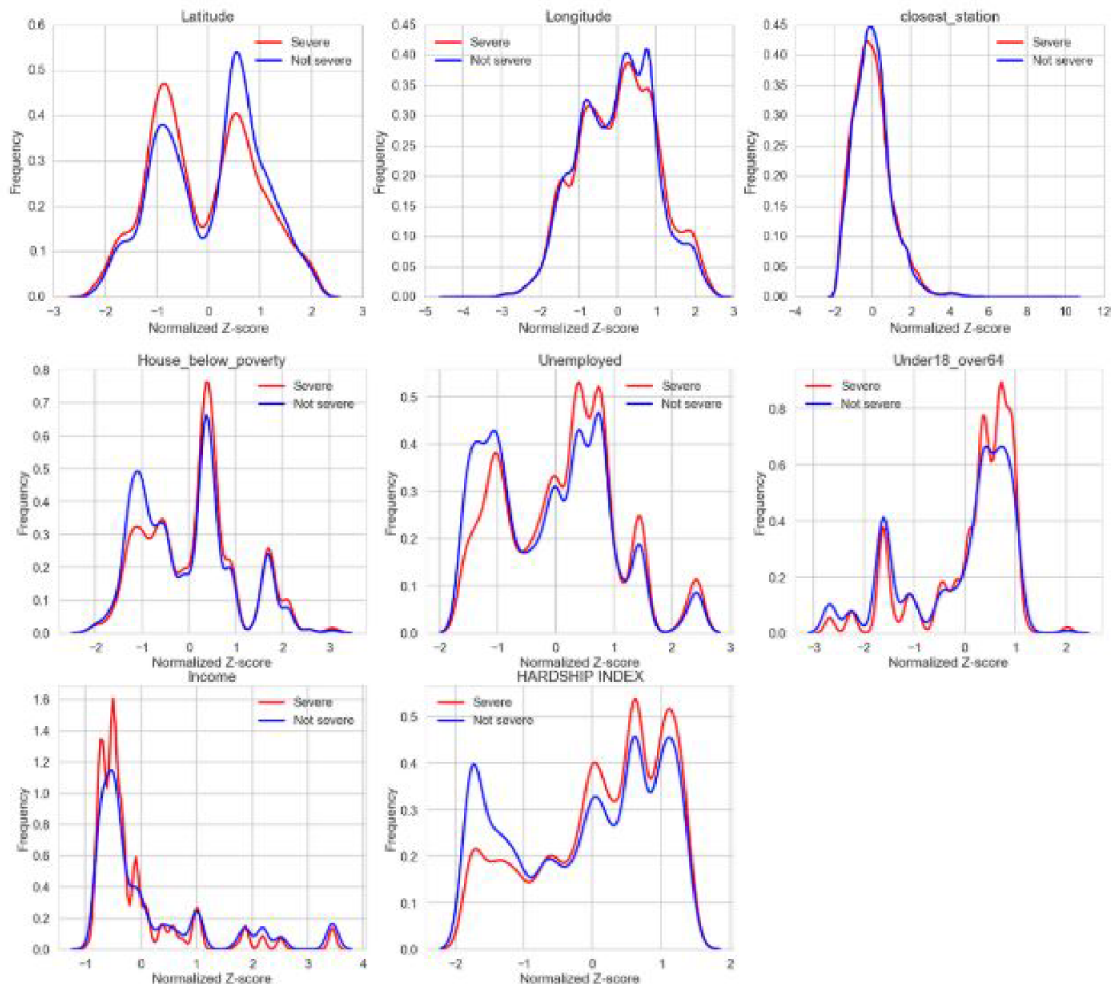 Latitude
Severe
Not severe
Frequency
0.6
0.5
0.4
0.3
0.2
0.1
0.0
−3 −2 −1 0 1 2 3
Normalized Z-score
Longitude
Severe
Not severe
Frequency
0.45
0.40
0.35
0.30
0.25
0.20
0.15
0.10
0.05
0.00
−5 −4 −3 −2 −1 0 1 2 3
Normalized Z-score
closest_station
Severe
Not severe
Frequency
0.45
0.40
0.35
0.30
0.25
0.20
0.15
0.10
0.05
0.00
−4 −2 0 2 4 6 8 10 12
Normalized Z-score
House_below_poverty
Severe
Not severe
Frequency
0.8
0.7
0.6
0.5
0.4
0.3
0.2
0.1
0.0
−2 −1 0 1 2 3
Normalized Z-score
Unemployed
Severe
Not severe
Frequency
0.5
0.4
0.3
0.2
0.1
0.0
−2 −1 0 1 2 3
Normalized Z-score
Under18_over64
Severe
Not severe
Frequency
0.8
0.6
0.4
0.2
0.0
−3 −2 −1 0 1 2
Normalized Z-score
Income
Severe
Not severe
Frequency
1.6
1.4
1.2
1.0
0.8
0.6
0.4
0.2
0.0
−1 0 1 2 3 4
Normalized Z-score
HARDSHIP INDEX
Severe
Not severe
Frequency
0.5
0.4
0.3
0.2
0.1
0.0
−2 −1 0 1 2
Normalized Z-score